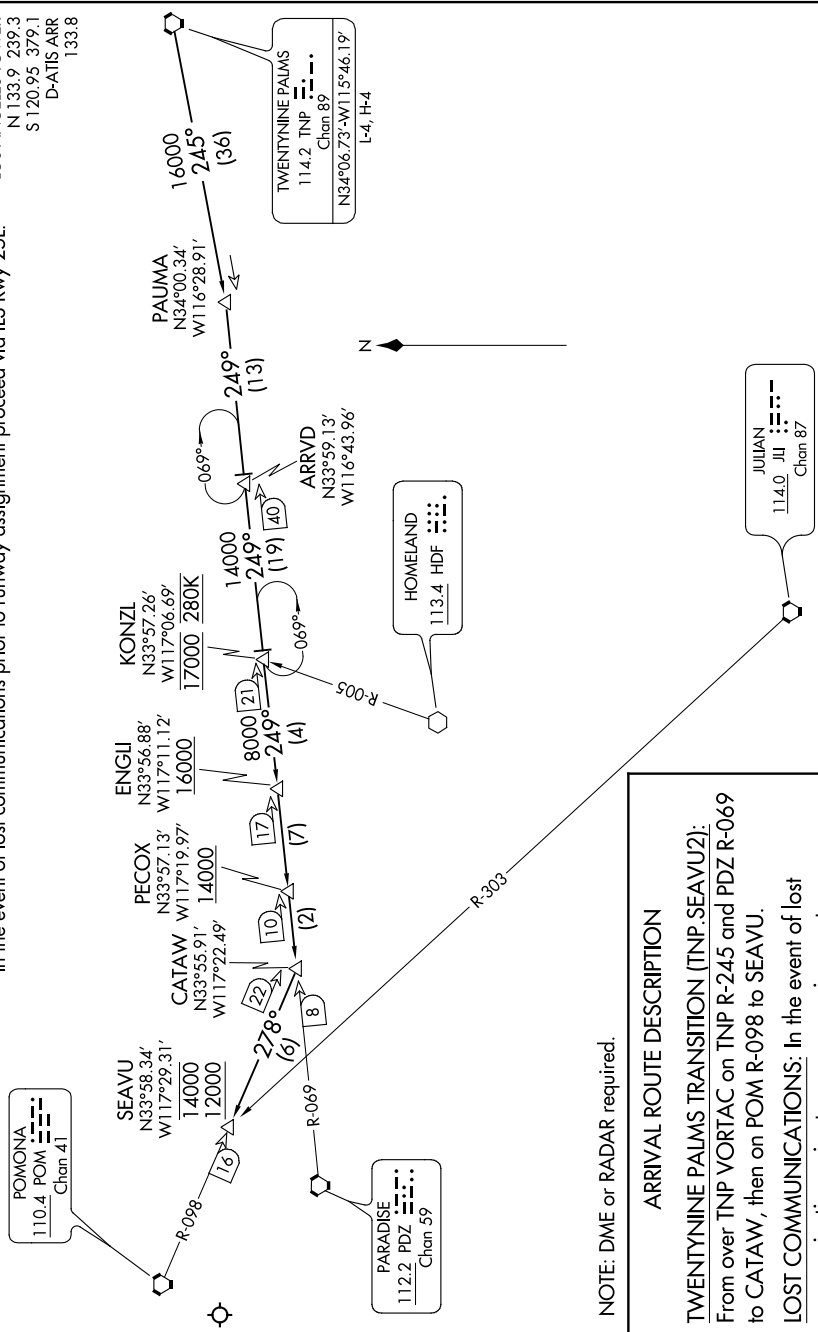 N 133.9 239.3
S 120.95 379.1
D-ATIS ARR
133.8
In the event of lost communications prior to runway assignment proceed via ILS Rwy 25L.
POMONA
110.4 POM
Chan 41
R-098
16
SEAVU
N33°58.34'
W117°29.31'
14000
12000
278°
(6)
22
CATAW
N33°55.91'
W117°22.49'
8
R-069
PARADISE
112.2 PDZ
Chan 59
(2)
10
PECOX
N33°57.13'
W117°19.97'
14000
(7)
17
ENGLI
N33°56.88'
W117°11.12'
16000
8000
249°
(4)
21
KONZL
N33°57.26'
W117°06.69'
17000 280K
069°
R-005
HOMELAND
113.4 HDF
14000
249°
(19)
40
ARRVD
N33°59.13'
W116°43.96'
069°
249°
(13)
PAUMA
N34°00.34'
W116°28.91'
16000
245°
(36)
TWENTYNINE PALMS
114.2 TNP
Chan 89
N34°06.73'-W115°46.19'
L-4, H-4
N
R-303
JULIAN
114.0 JLI
Chan 87
NOTE: DME or RADAR required.
ARRIVAL ROUTE DESCRIPTION
TWENTYNINE PALMS TRANSITION (TNP.SEAVU2):
From over TNP VORTAC on TNP R-245 and PDZ R-069
to CATAW, then on POM R-098 to SEAVU.
LOST COMMUNICATIONS: In the event of lost